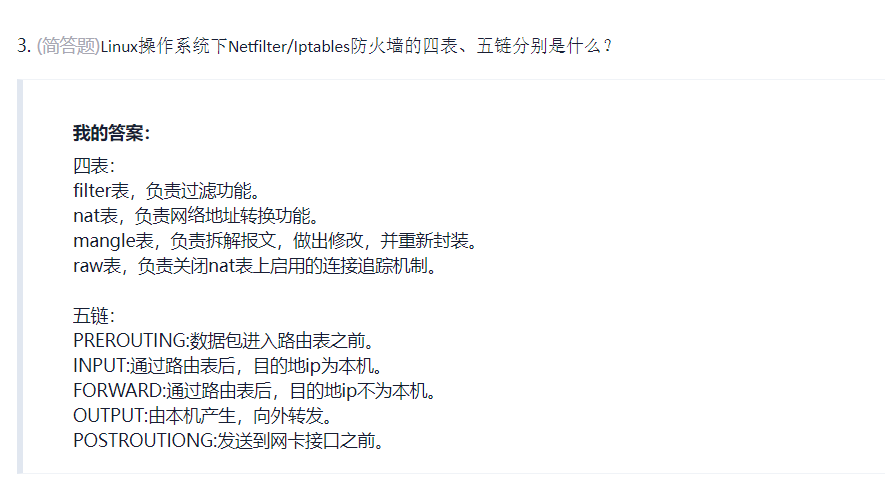 3. (简答题)Linux操作系统下Netfilter/Iptables防火墙的四表、五链分别是什么？
我的答案：
四表：
filter表，负责过滤功能。
nat表，负责网络地址转换功能。
mangle表，负责拆解报文，做出修改，并重新封装。
raw表，负责关闭nat表上启用的连接追踪机制。
五链：
PREROUTING:数据包进入路由表之前。
INPUT:通过路由表后，目的地ip为本机。
FORWARD:通过路由表后，目的地ip不为本机。
OUTPUT:由本机产生，向外转发。
POSTROUTIONG:发送到网卡接口之前。